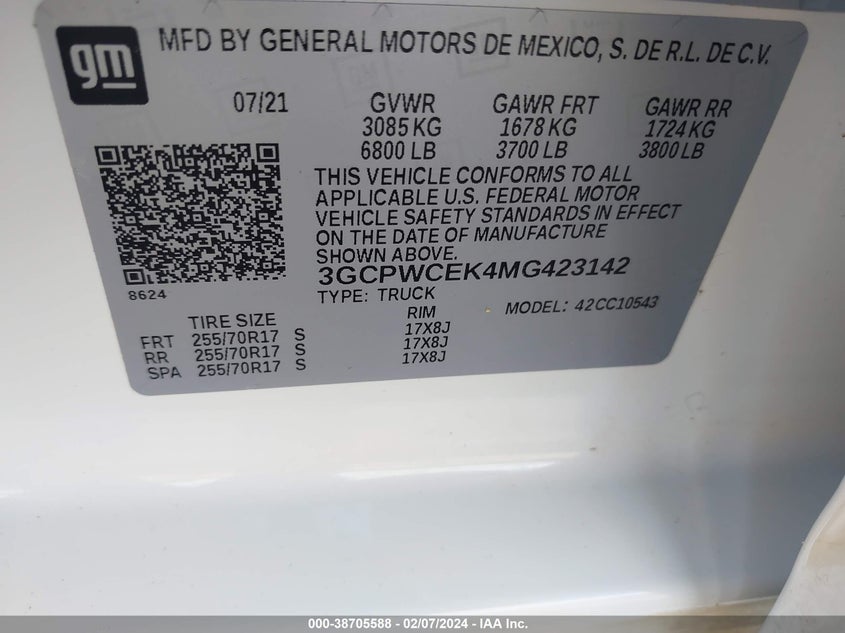 gm
MFD BY GENERAL MOTORS DE MEXICO, S. DE R.L. DE C.V.
07/21 GVWR GAWR FRT GAWR RR
3085 KG 1678 KG 1724 KG
6800 LB 3700 LB 3800 LB
THIS VEHICLE CONFORMS TO ALL
APPLICABLE U.S. FEDERAL MOTOR
VEHICLE SAFETY STANDARDS IN EFFECT
ON THE DATE OF MANUFACTURE
SHOWN ABOVE.
3GCPWCEK4MG423142
8624
TYPE: TRUCK MODEL: 42CC10543
TIRE SIZE RIM
FRT 255/70R17 S 17X8J
RR 255/70R17 S 17X8J
SPA 255/70R17 S 17X8J
000-38705588 - 02/07/2024 - IAA Inc.